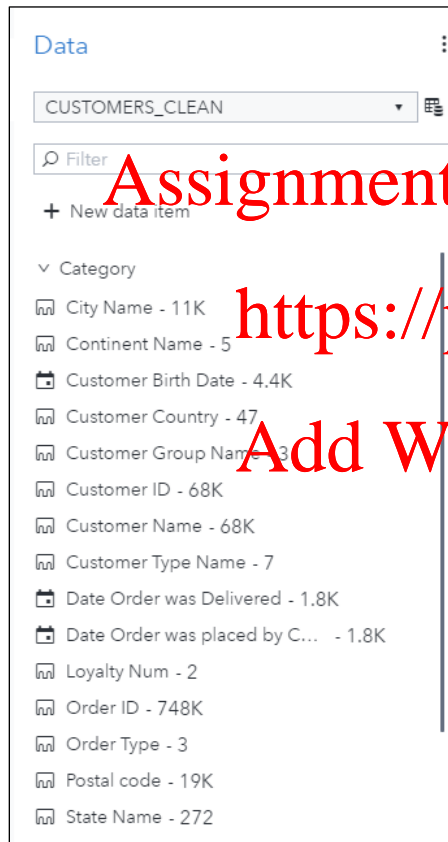 Data
CUSTOMERS_CLEAN
Filter
Assignment
+ New data item
Category
City Name - 11K
https://
Continent Name - 5
Customer Birth Date - 4.4K
Customer Country - 47
Add W
Customer Group Name - 3
Customer ID - 68K
Customer Name - 68K
Customer Type Name - 7
Date Order was Delivered - 1.8K
Date Order was placed by C... - 1.8K
Loyalty Num - 2
Order ID - 748K
Order Type - 3
Postal code - 19K
State Name - 272